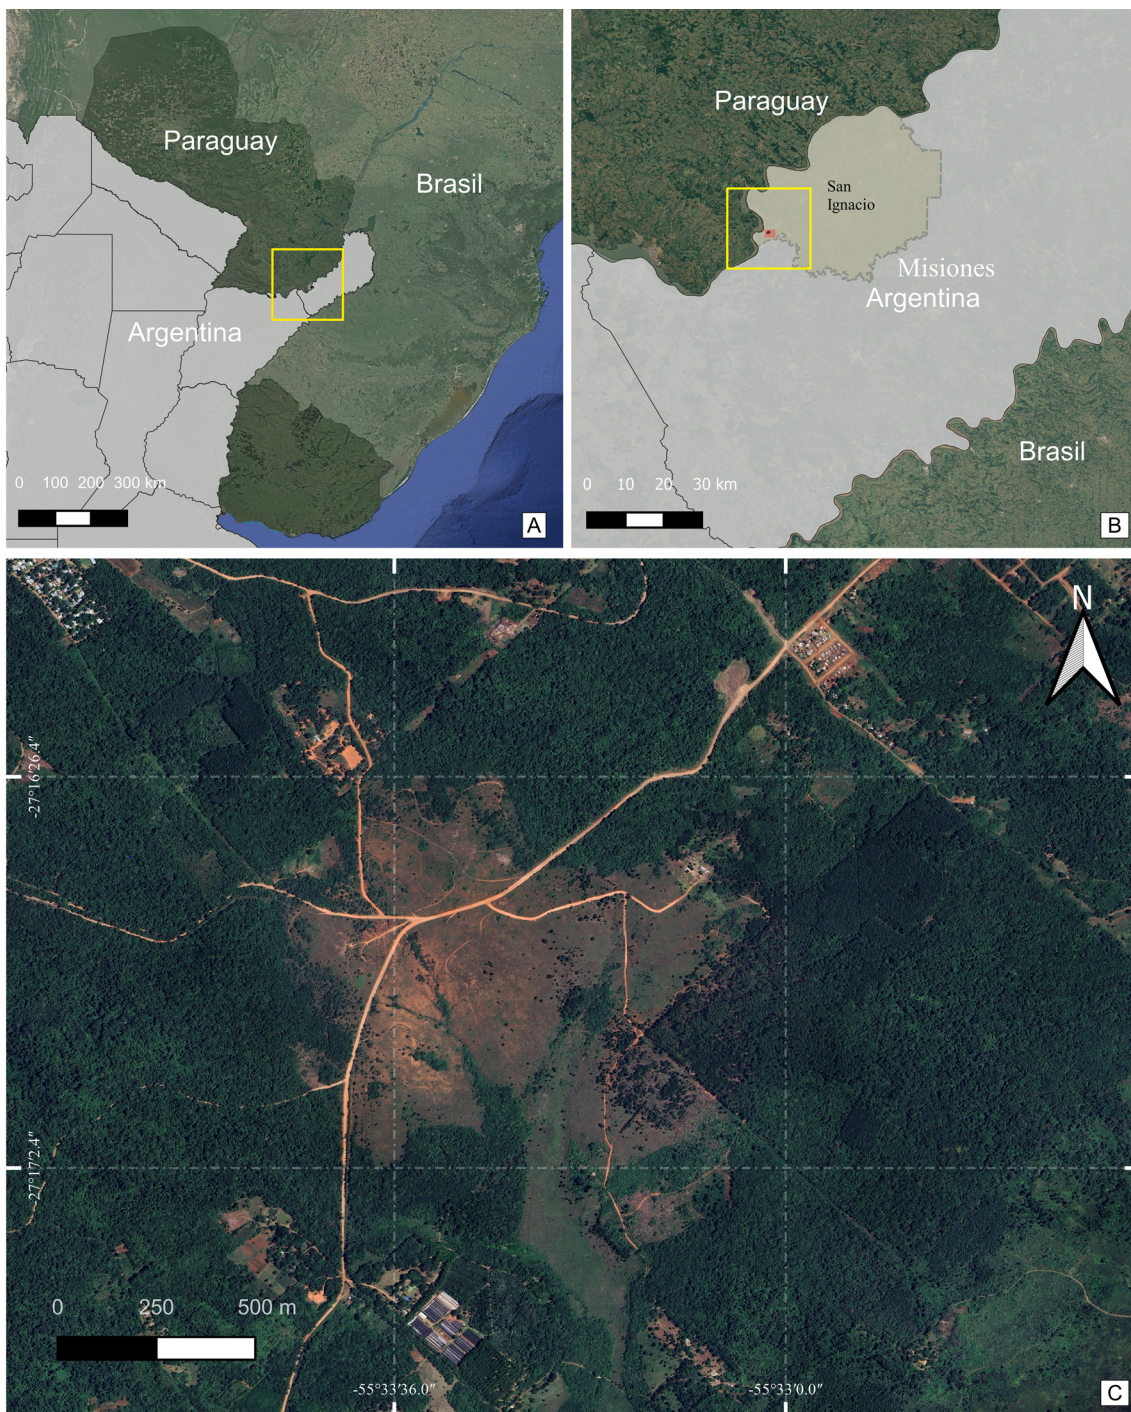 Paraguay
Brasil
Argentina
0 100 200 300 km
A
Paraguay
San
Ignacio
Misiones
Argentina
Brasil
0 10 20 30 km
B
N
-27°16′26.4″
-27°17′2.4″
0 250 500 m
-55°33′36.0″
-55°33′0.0″
C